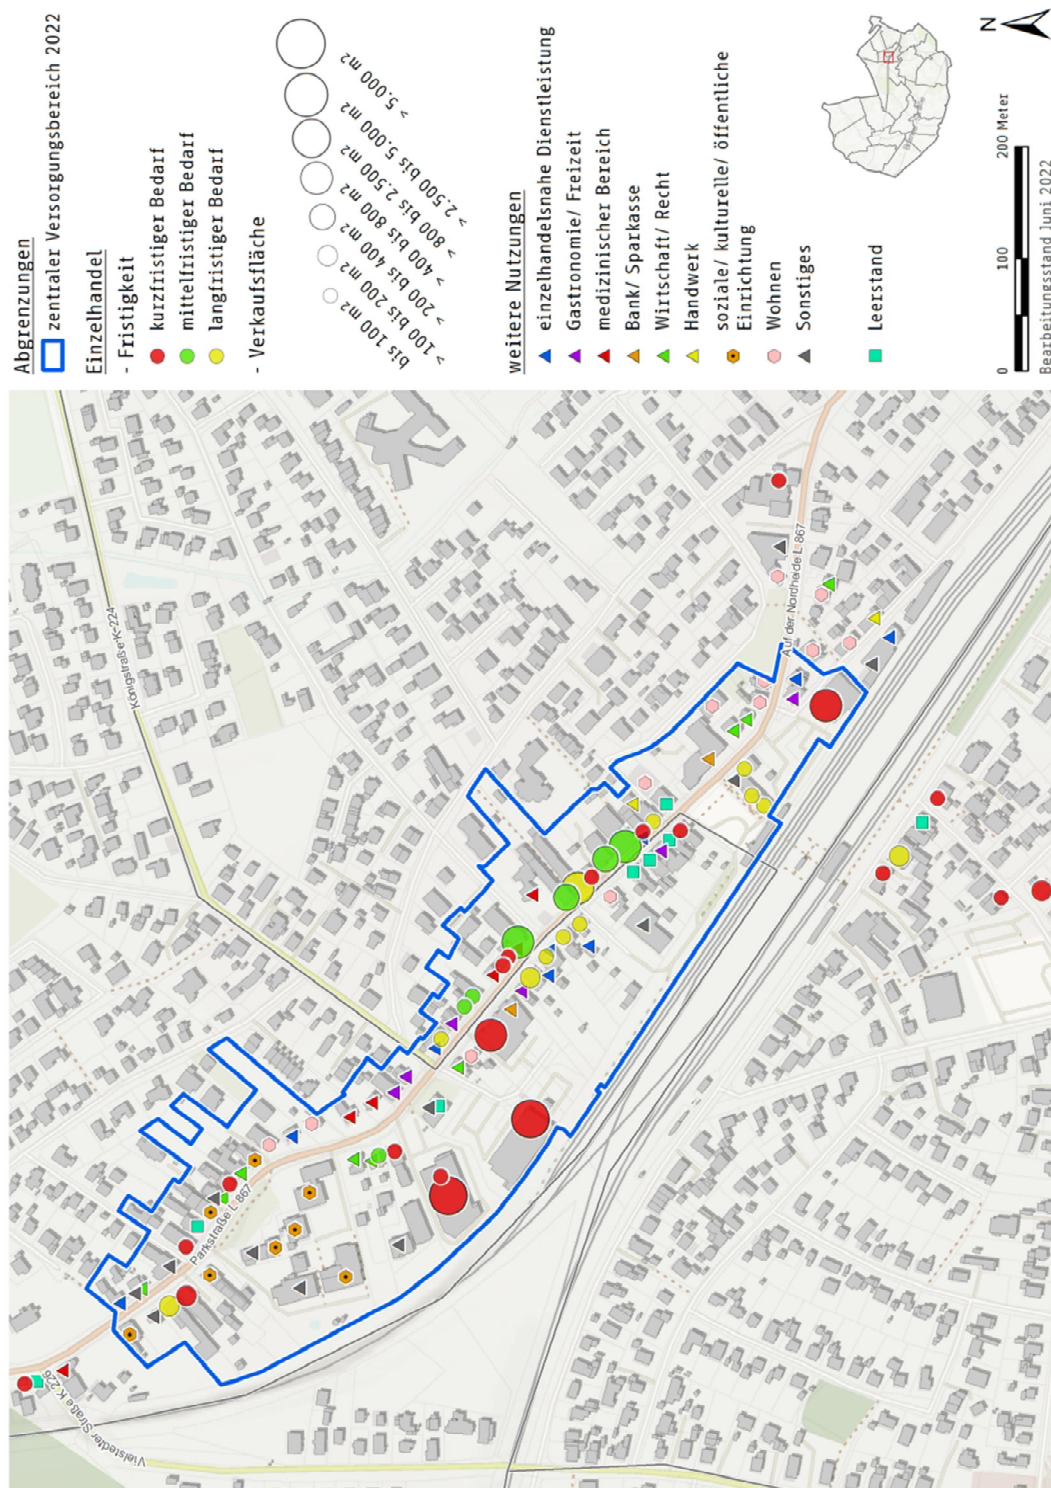 Abgrenzungen
zentraler Versorgungsbereich 2022
Einzelhandel
- Fristigkeit
kurzfristiger Bedarf
mittelfristiger Bedarf
langfristiger Bedarf
- Verkaufsfläche
bis 100 m²
> 100 bis 200 m²
> 200 bis 400 m²
> 400 bis 800 m²
> 800 bis 2.500 m²
> 2.500 bis 5.000 m²
> 5.000 m²
weitere Nutzungen
einzelhandelsnahe Dienstleistung
Gastronomie/ Freizeit
medizinischer Bereich
Bank/ Sparkasse
Wirtschaft/ Recht
Handwerk
soziale/ kulturelle/ öffentliche
Einrichtung
Wohnen
Sonstiges
Leerstand
N
0 100 200 Meter
Bearbeitungsstand Juni 2022
Vielstedter Straße K 226
Parkstraße L 867
Königstraße K-224
Auf der Nordheide L 867